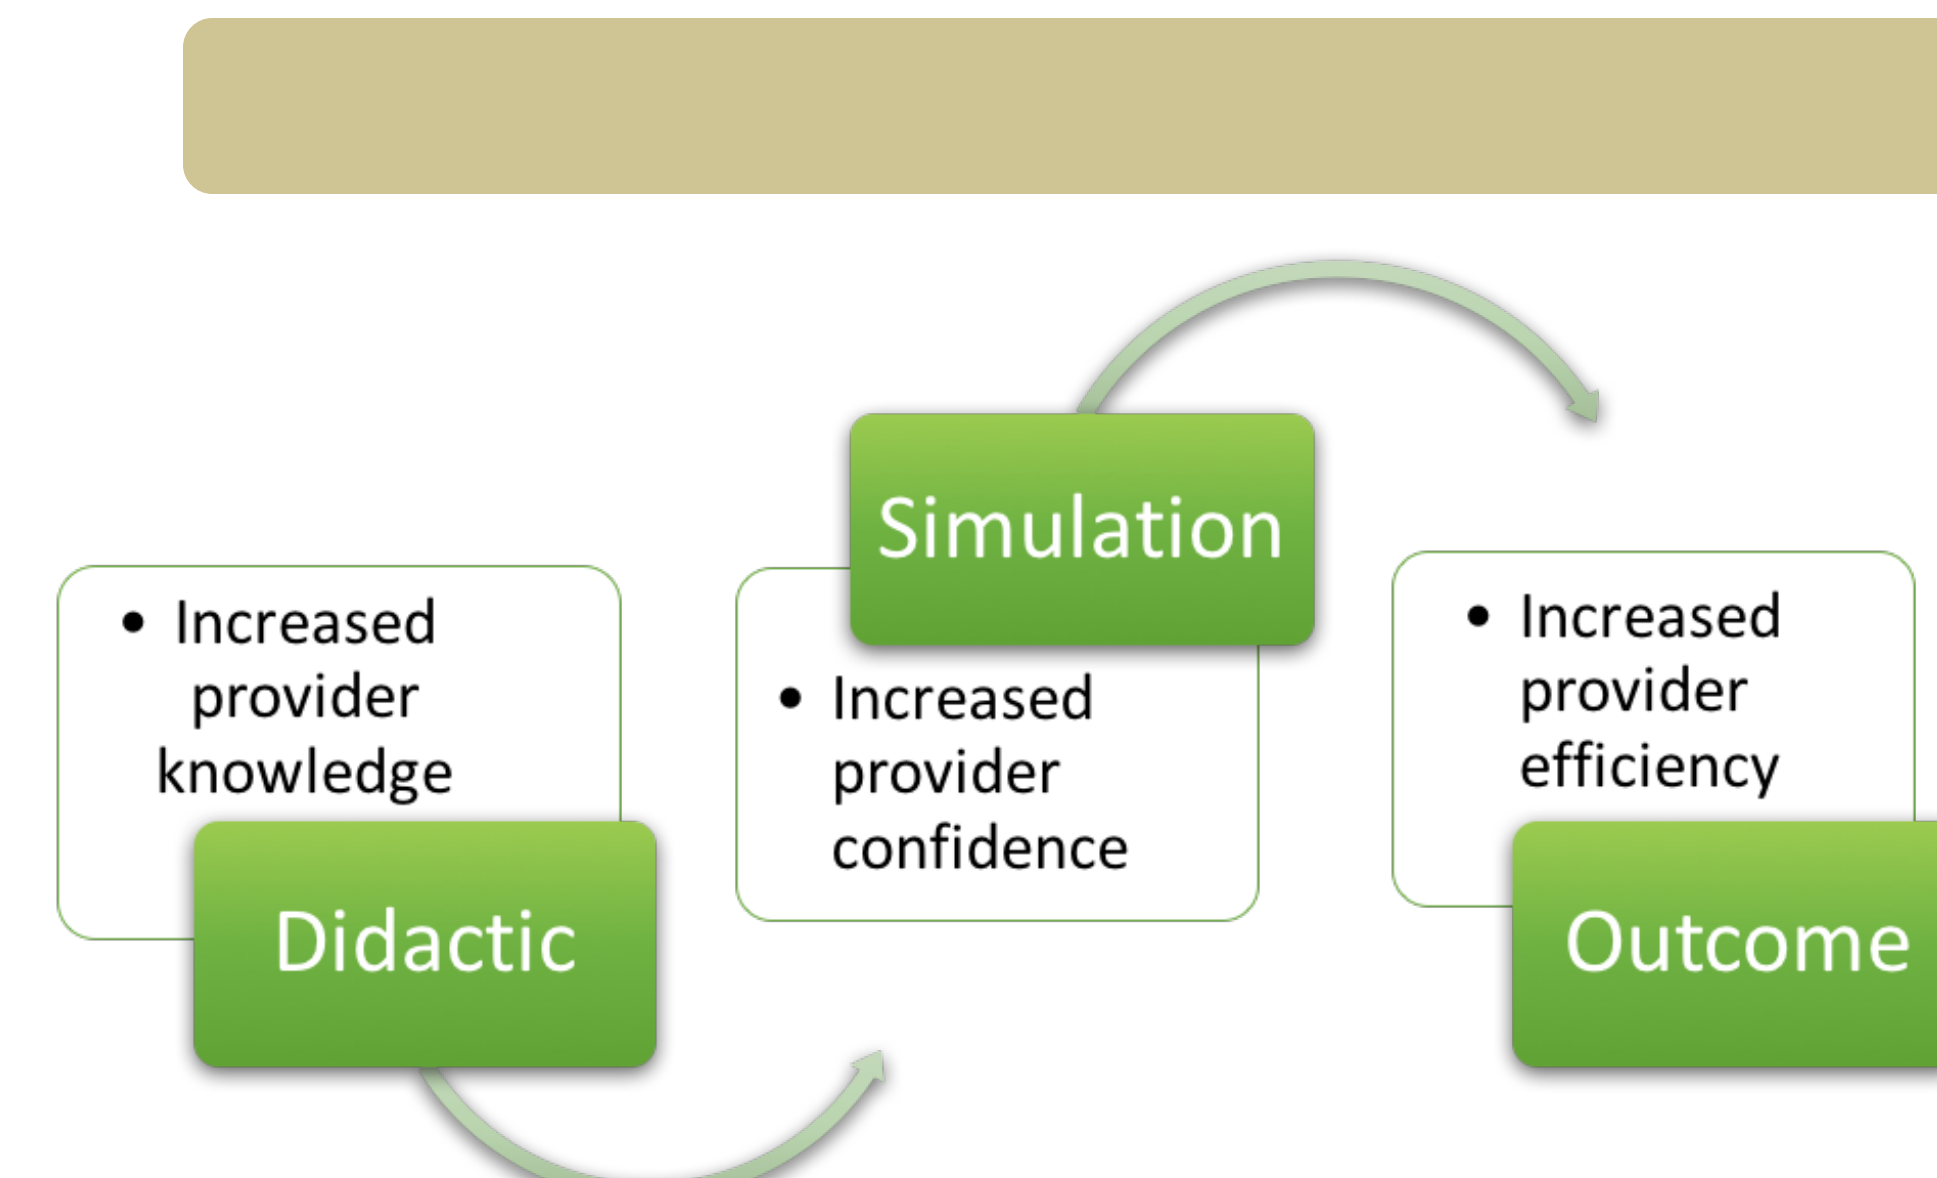 • Increased
provider
knowledge
Didactic
Simulation
• Increased
provider
confidence
• Increased
provider
efficiency
Outcome